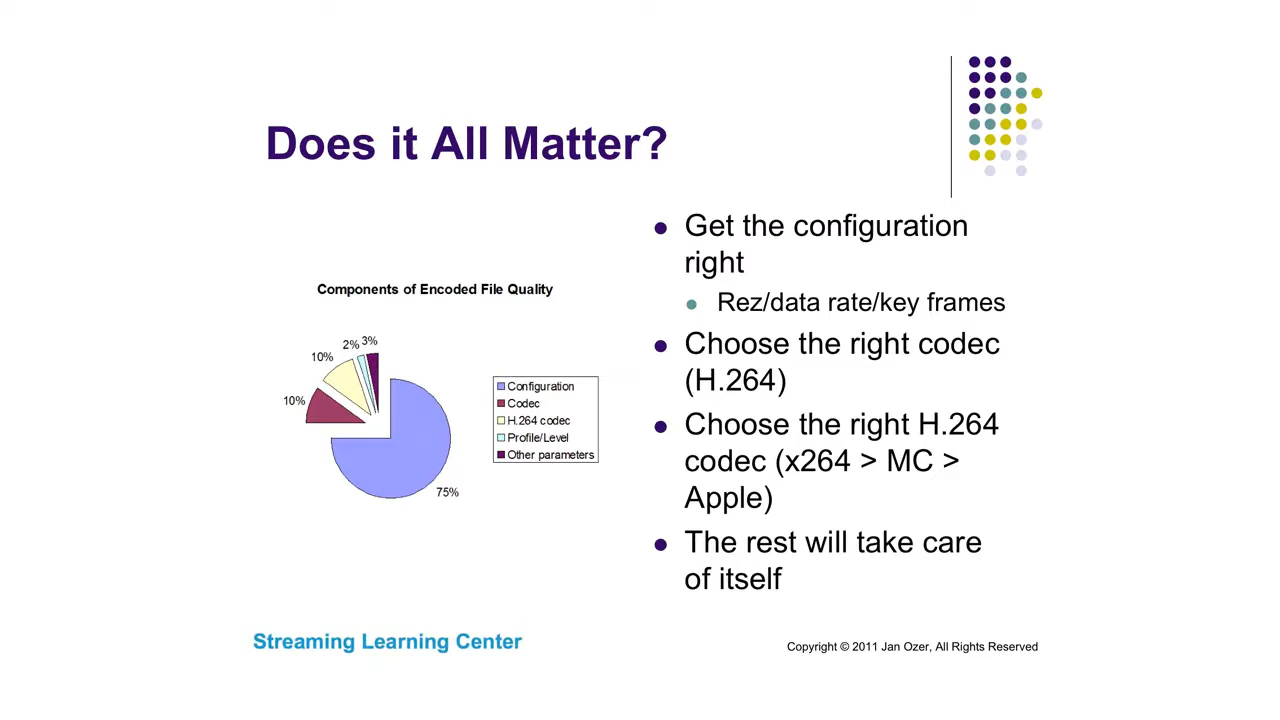 Does it All Matter?
Components of Encoded File Quality
2% 3%
10%
10%
75%
Configuration
Codec
H.264 codec
Profile/Level
Other parameters
Get the configuration
right
Rez/data rate/key frames
Choose the right codec
(H.264)
Choose the right H.264
codec (x264 > MC >
Apple)
The rest will take care
of itself
Streaming Learning Center
Copyright © 2011 Jan Ozer, All Rights Reserved